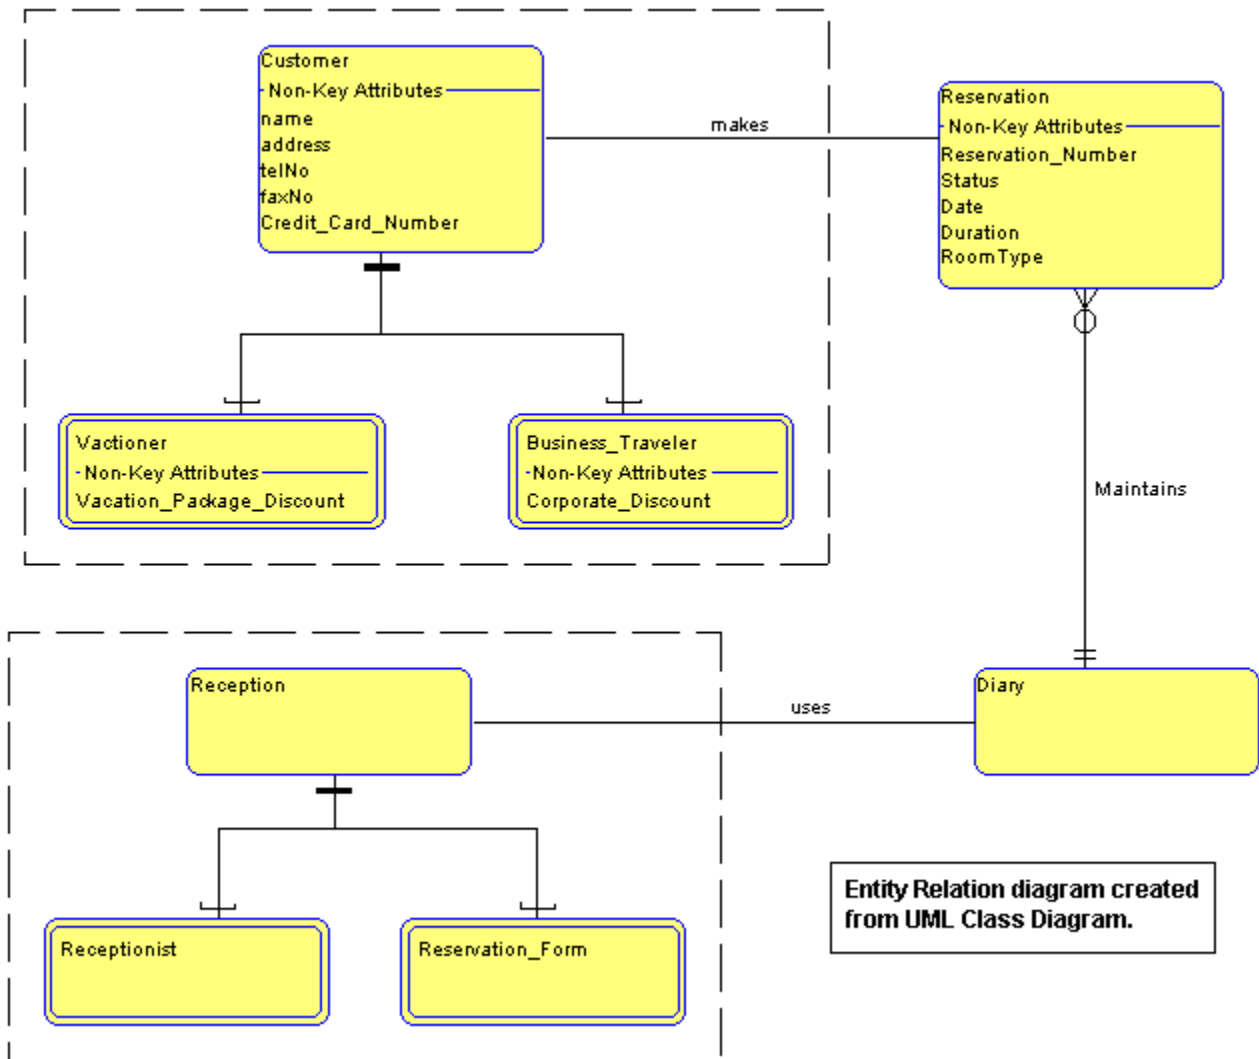 Customer
Non-Key Attributes
name
address
telNo
faxNo
Credit_Card_Number
makes
Reservation
Non-Key Attributes
Reservation_Number
Status
Date
Duration
RoomType
Vactioner
Non-Key Attributes
Vacation_Package_Discount
Business_Traveler
Non-Key Attributes
Corporate_Discount
Maintains
Reception
uses
Diary
Receptionist
Reservation_Form
Entity Relation diagram created
from UML Class Diagram.